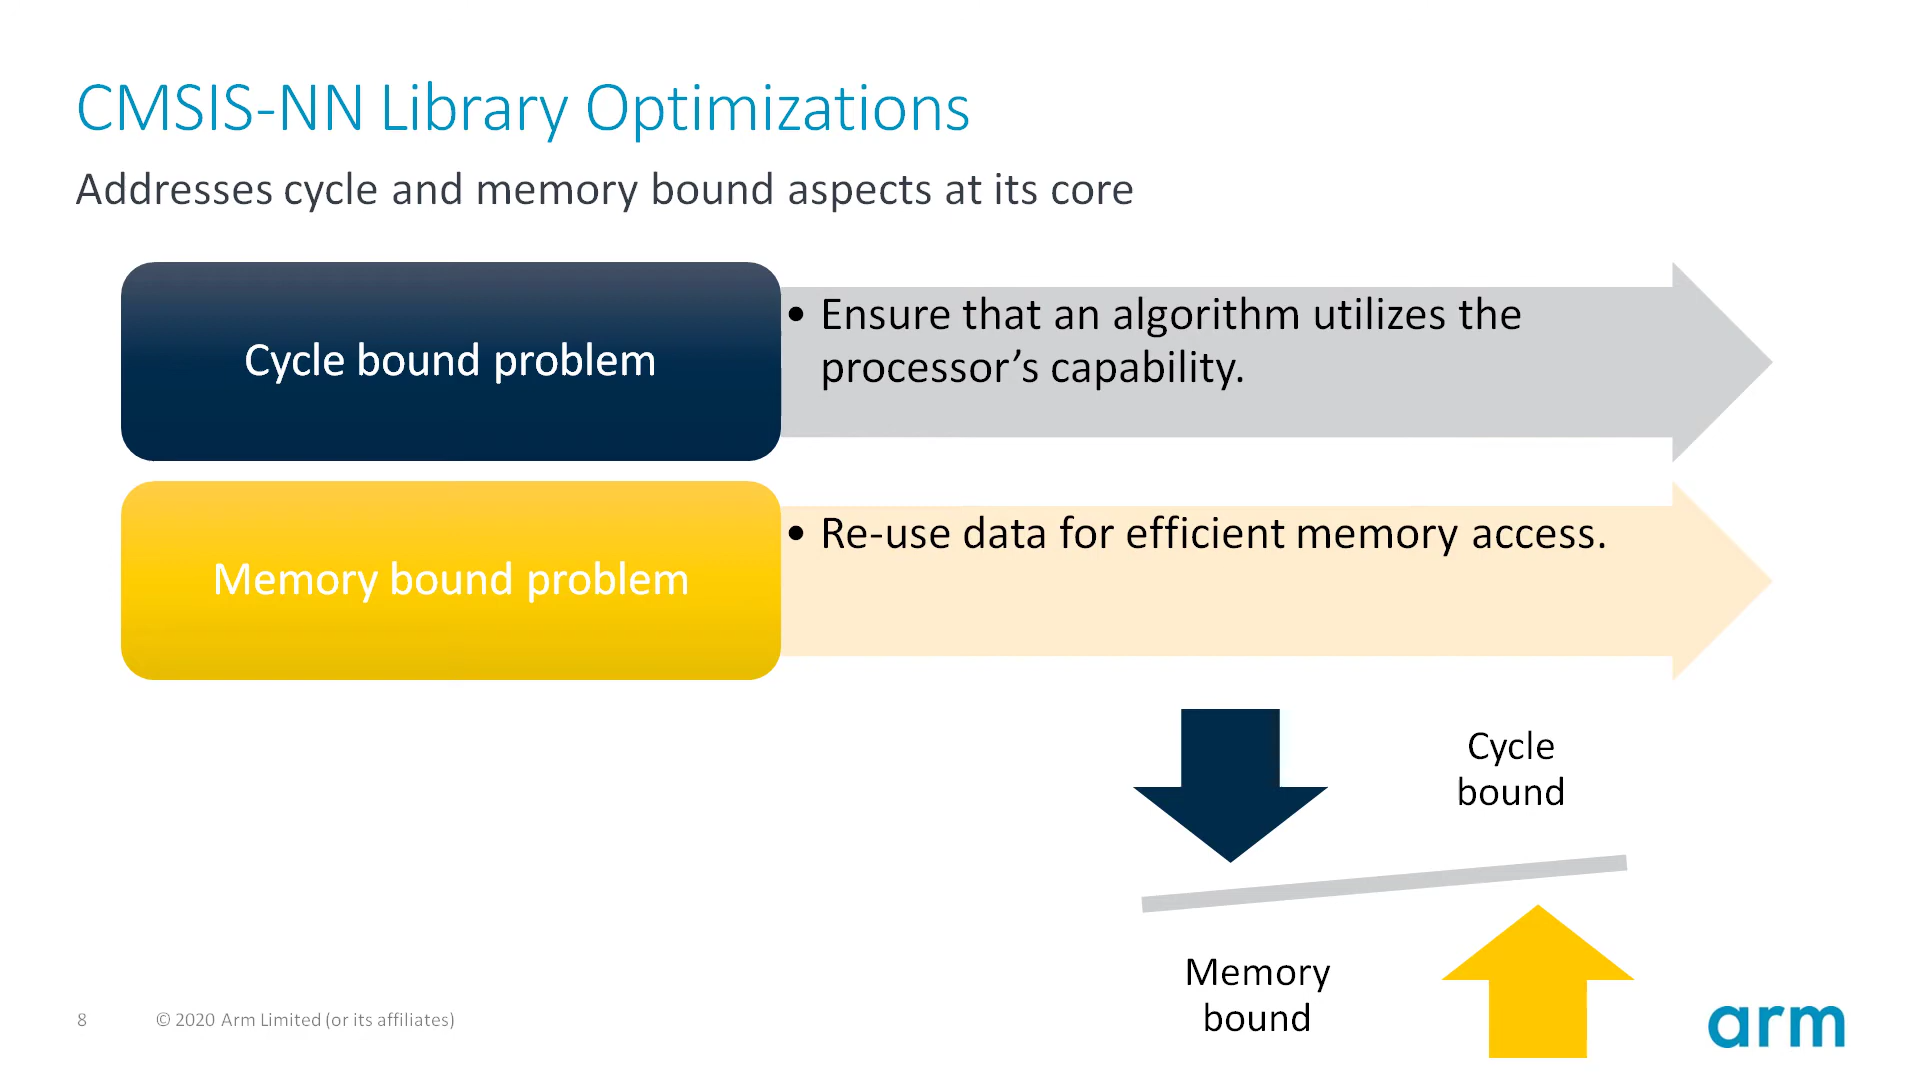 CMSIS-NN Library Optimizations
Addresses cycle and memory bound aspects at its core
Cycle bound problem
• Ensure that an algorithm utilizes the
processor’s capability.
Memory bound problem
• Re-use data for efficient memory access.
Cycle
bound
Memory
bound
8
© 2020 Arm Limited (or its affiliates)
arm